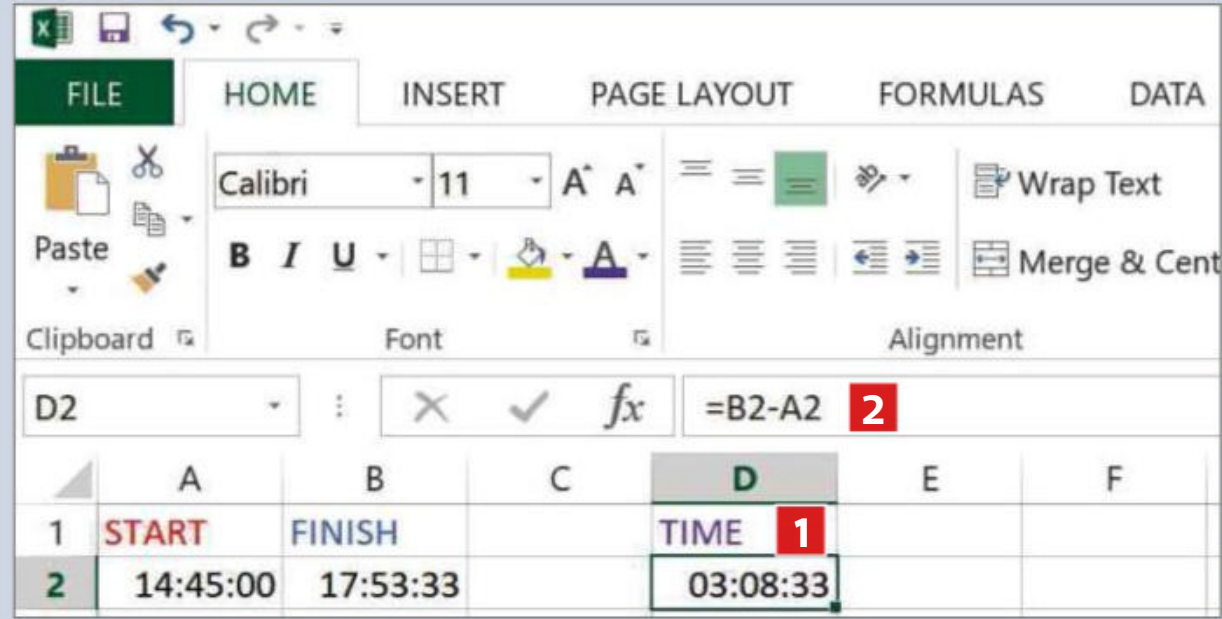 FILE HOME INSERT PAGE LAYOUT FORMULAS DATA
Calibri 11 A A Wrap Text
Paste B I U A Merge & Cent
Clipboard Font Alignment
D2 fx =B2-A2 2
A B C D E F
1 START FINISH TIME 1
2 14:45:00 17:53:33 03:08:33